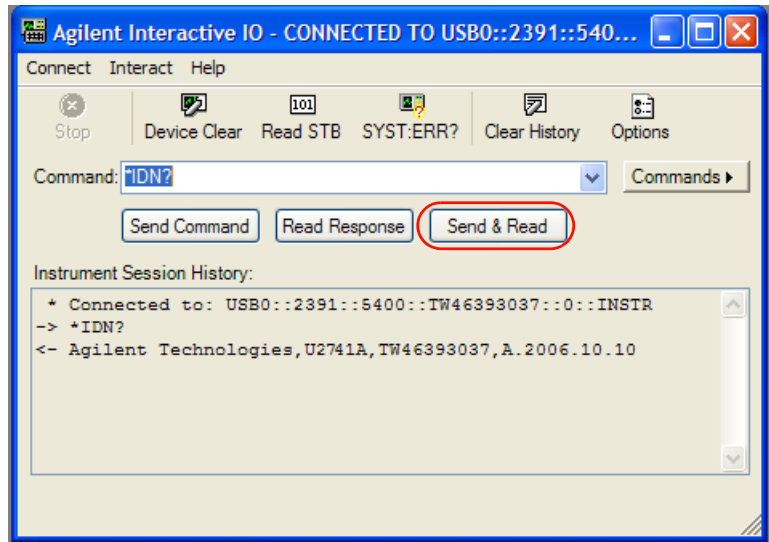 Agilent Interactive IO - CONNECTED TO USB0::2391::540...
Connect Interact Help
Stop Device Clear Read STB SYST:ERR? Clear History Options
Command: *IDN? Commands
Send Command Read Response Send & Read
Instrument Session History:
* Connected to: USB0::2391::5400::TW46393037::0::INSTR
-> *IDN?
<- Agilent Technologies,U2741A,TW46393037,A.2006.10.10